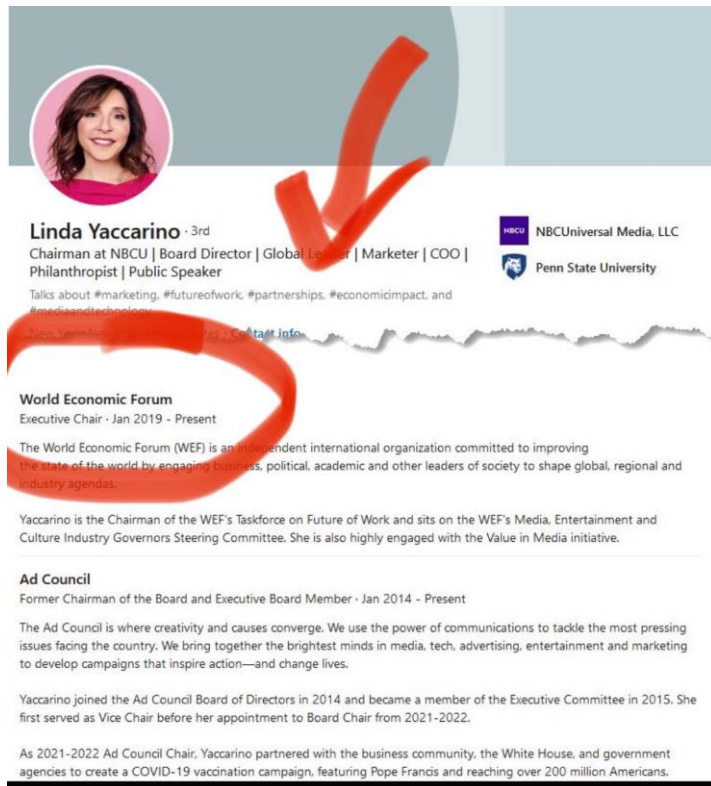 Linda Yaccarino · 3rd
Chairman at NBCU | Board Director | Global Leader | Marketer | COO |
Philanthropist | Public Speaker
Talks about #marketing, #futureofwork, #partnerships, #economicimpact, and
#mediaandtechnology
Contact info
NBCU
NBCUniversal Media, LLC
Penn State University
World Economic Forum
Executive Chair · Jan 2019 - Present
The World Economic Forum (WEF) is an independent international organization committed to improving
the state of the world by engaging business, political, academic and other leaders of society to shape global, regional and
industry agendas.
Yaccarino is the Chairman of the WEF's Taskforce on Future of Work and sits on the WEF's Media, Entertainment and
Culture Industry Governors Steering Committee. She is also highly engaged with the Value in Media initiative.
Ad Council
Former Chairman of the Board and Executive Board Member · Jan 2014 - Present
The Ad Council is where creativity and causes converge. We use the power of communications to tackle the most pressing
issues facing the country. We bring together the brightest minds in media, tech, advertising, entertainment and marketing
to develop campaigns that inspire action—and change lives.
Yaccarino joined the Ad Council Board of Directors in 2014 and became a member of the Executive Committee in 2015. She
first served as Vice Chair before her appointment to Board Chair from 2021-2022.
As 2021-2022 Ad Council Chair, Yaccarino partnered with the business community, the White House, and government
agencies to create a COVID-19 vaccination campaign, featuring Pope Francis and reaching over 200 million Americans.